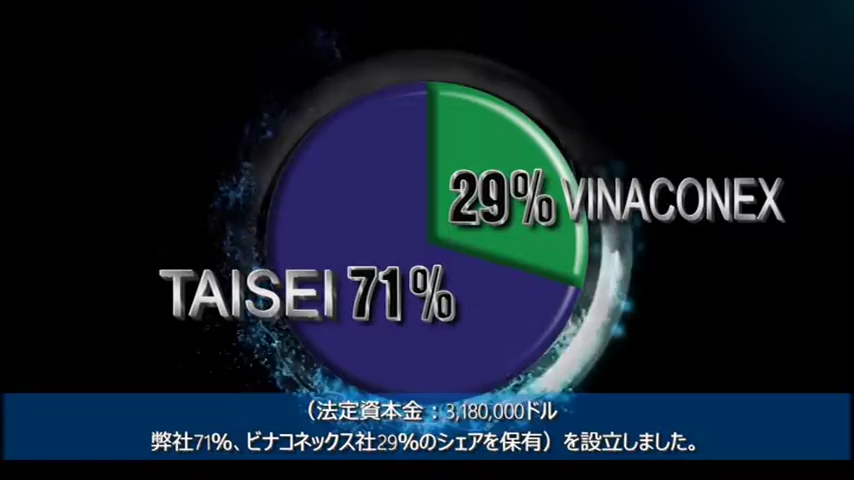 29% VINACONEX
TAISEI 71%
（法定資本金：3,180,000ドル
弊社71%、ビナコネックス社29%のシェアを保有）を設立しました。